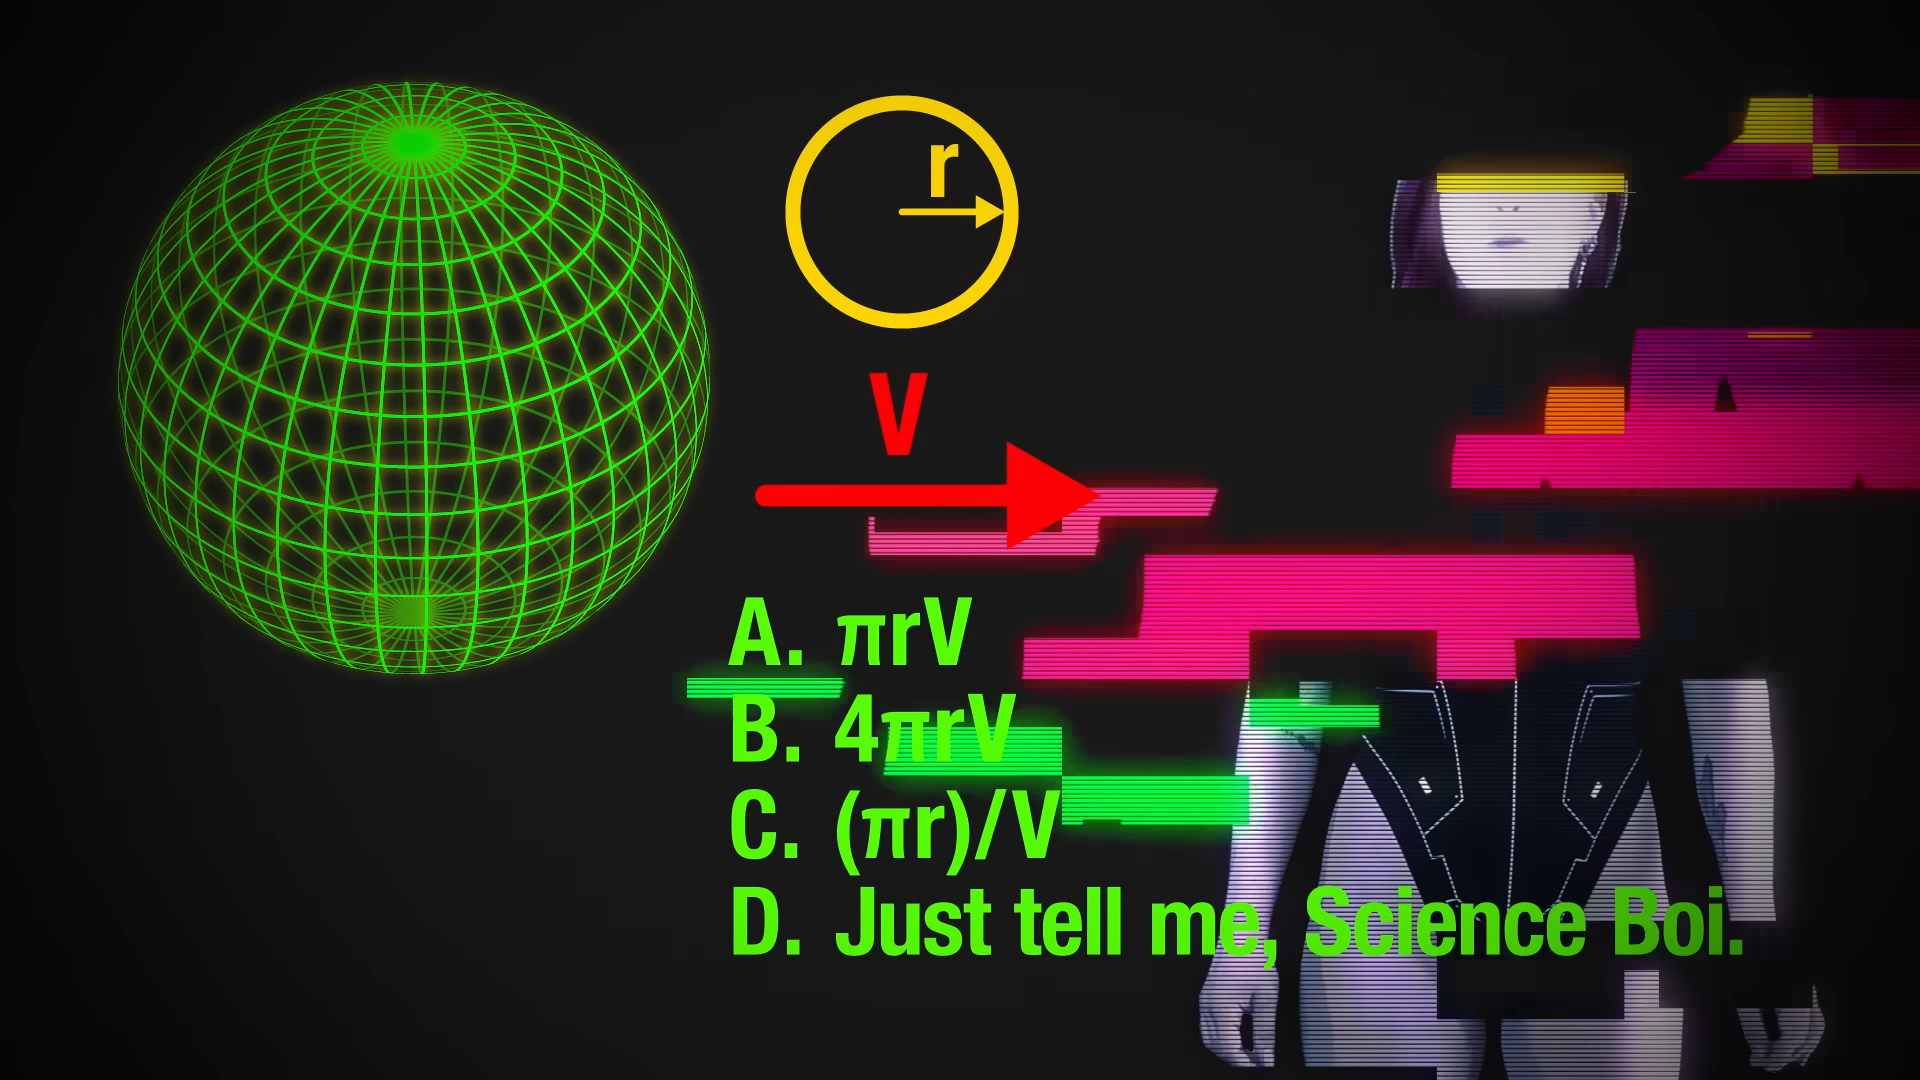 r
V
A. πrV
B. 4πrV
C. (πr)/V
D. Just tell me, Science Boi.